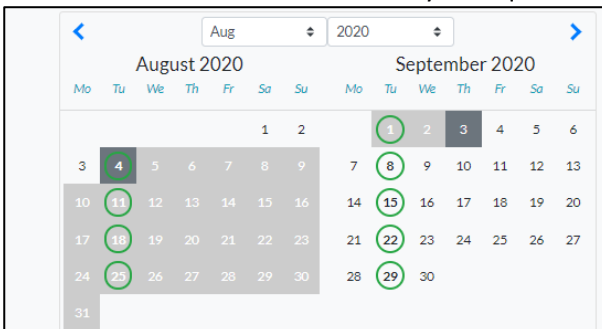 Aug 2020
August 2020 September 2020
Mo Tu We Th Fr Sa Su Mo Tu We Th Fr Sa Su
1 2 1 2 3 4 5 6
3 4 5 6 7 8 9 7 8 9 10 11 12 13
10 11 12 13 14 15 16 14 15 16 17 18 19 20
17 18 19 20 21 22 23 21 22 23 24 25 26 27
24 25 26 27 28 29 30 28 29 30
31